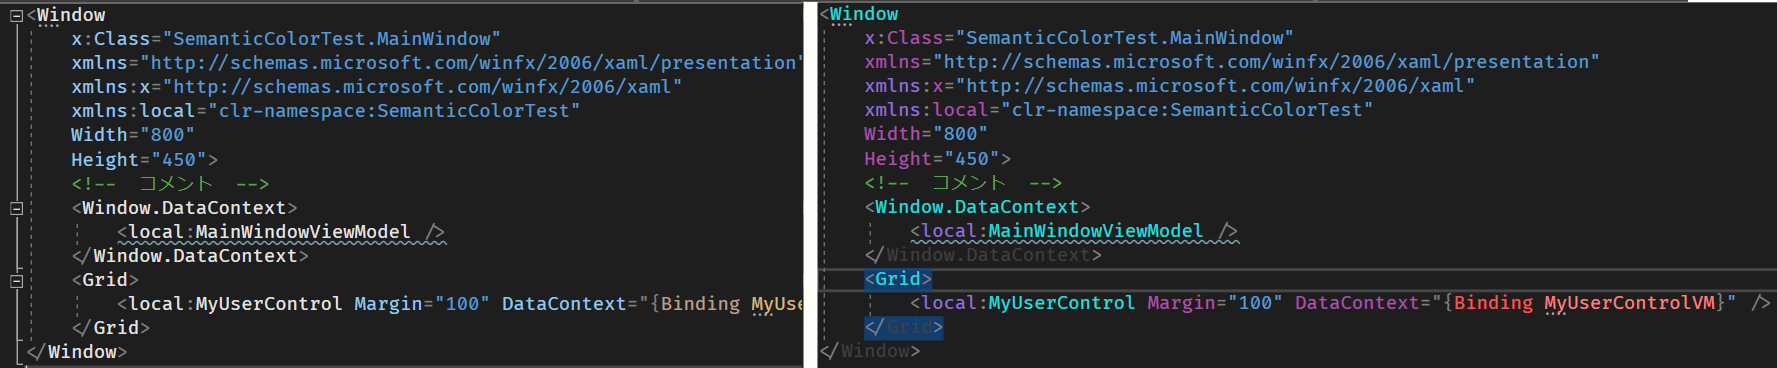 <Window
x:Class="SemanticColorTest.MainWindow"
xmlns="http://schemas.microsoft.com/winfx/2006/xaml/presentation"
xmlns:x="http://schemas.microsoft.com/winfx/2006/xaml"
xmlns:local="clr-namespace:SemanticColorTest"
Width="800"
Height="450">
<!-- コメント -->
<Window.DataContext>
<local:MainWindowViewModel />
</Window.DataContext>
<Grid>
<local:MyUserControl Margin="100" DataContext="{Binding MyUse
</Grid>
</Window>
<Window
x:Class="SemanticColorTest.MainWindow"
xmlns="http://schemas.microsoft.com/winfx/2006/xaml/presentation"
xmlns:x="http://schemas.microsoft.com/winfx/2006/xaml"
xmlns:local="clr-namespace:SemanticColorTest"
Width="800"
Height="450">
<!-- コメント -->
<Window.DataContext>
<local:MainWindowViewModel />
</Window.DataContext>
<Grid>
<local:MyUserControl Margin="100" DataContext="{Binding MyUserControlVM}" />
</Grid>
</Window>